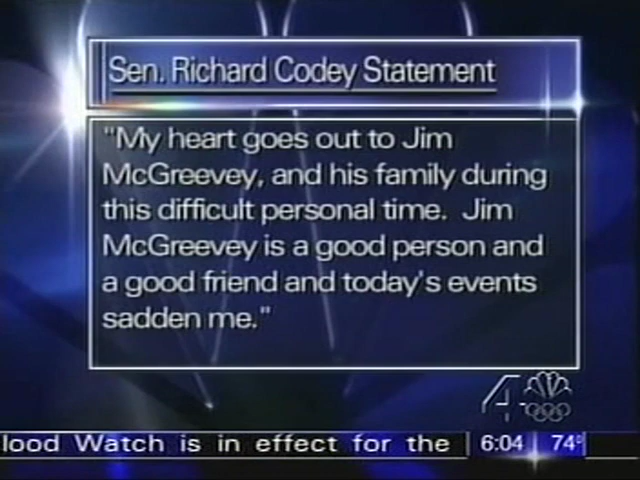 Sen. Richard Codey Statement
"My heart goes out to Jim
McGreevey, and his family during
this difficult personal time.  Jim
McGreevey is a good person and
a good friend and today's events
sadden me."
4
lood Watch is in effect for the
6:04 74°